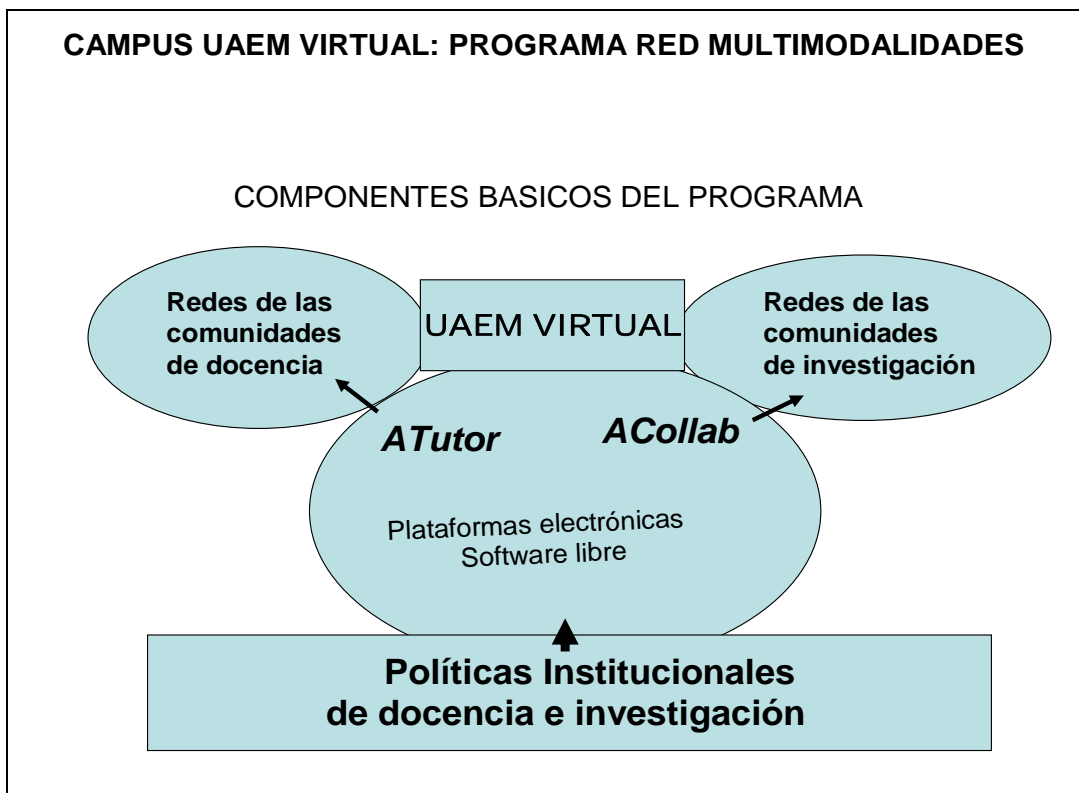 CAMPUS UAEM VIRTUAL: PROGRAMA RED MULTIMODALIDADES
COMPONENTES BASICOS DEL PROGRAMA
Redes de las
comunidades
de docencia
UAEM VIRTUAL
Redes de las
comunidades
de investigación
ATutor
ACollab
Plataformas electrónicas
Software libre
Políticas Institucionales
de docencia e investigación